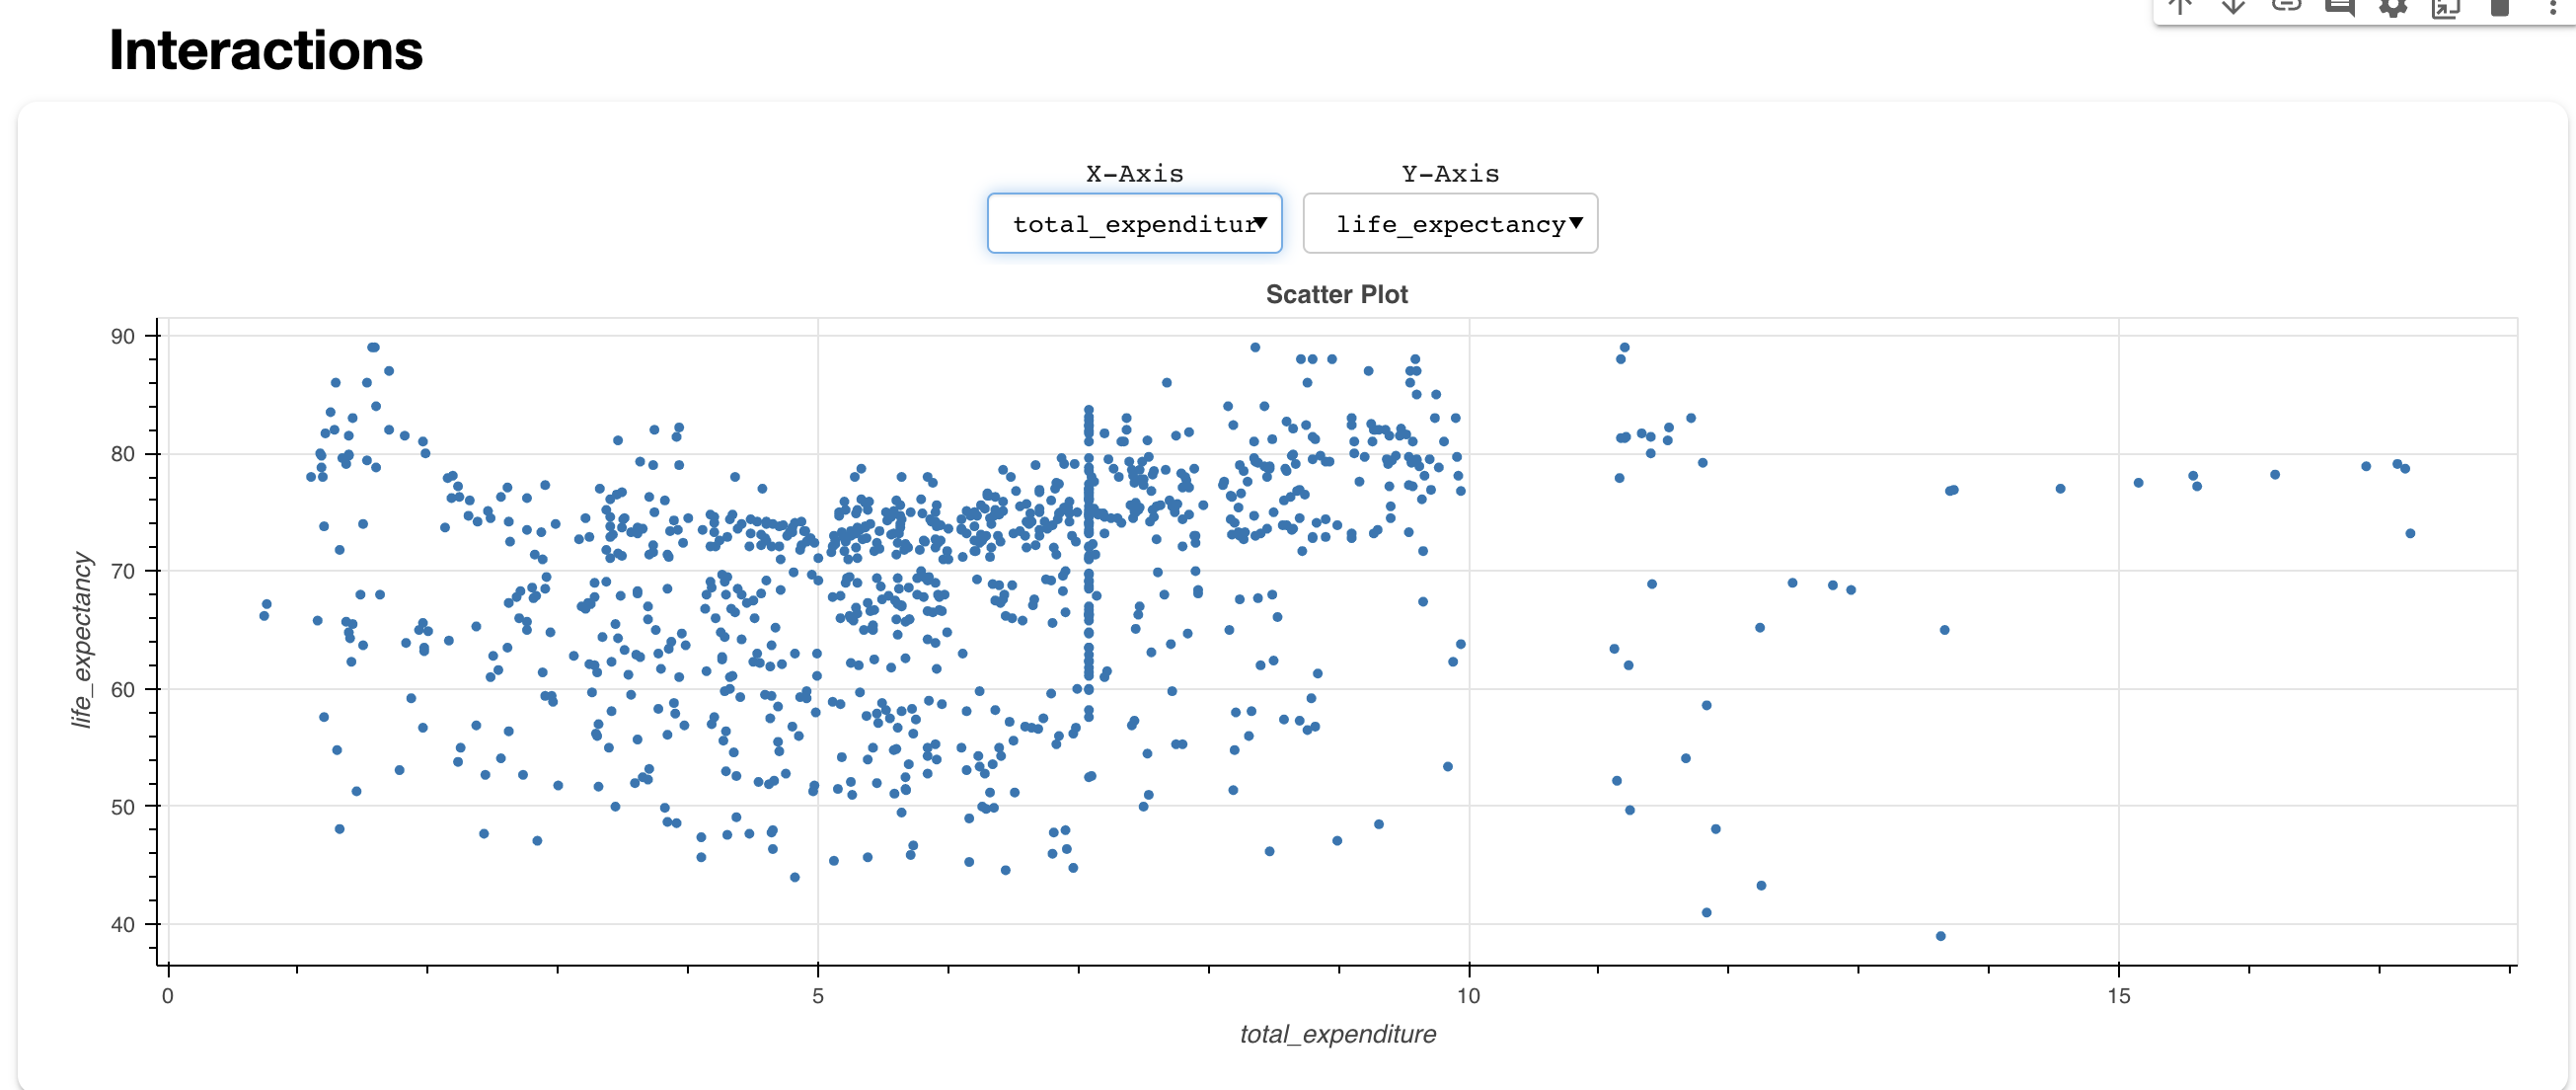 Interactions
X-Axis Y-Axis
total_expenditur life_expectancy
Scatter Plot
90
80
70
60
50
40
life_expectancy
0 5 10 15
total_expenditure